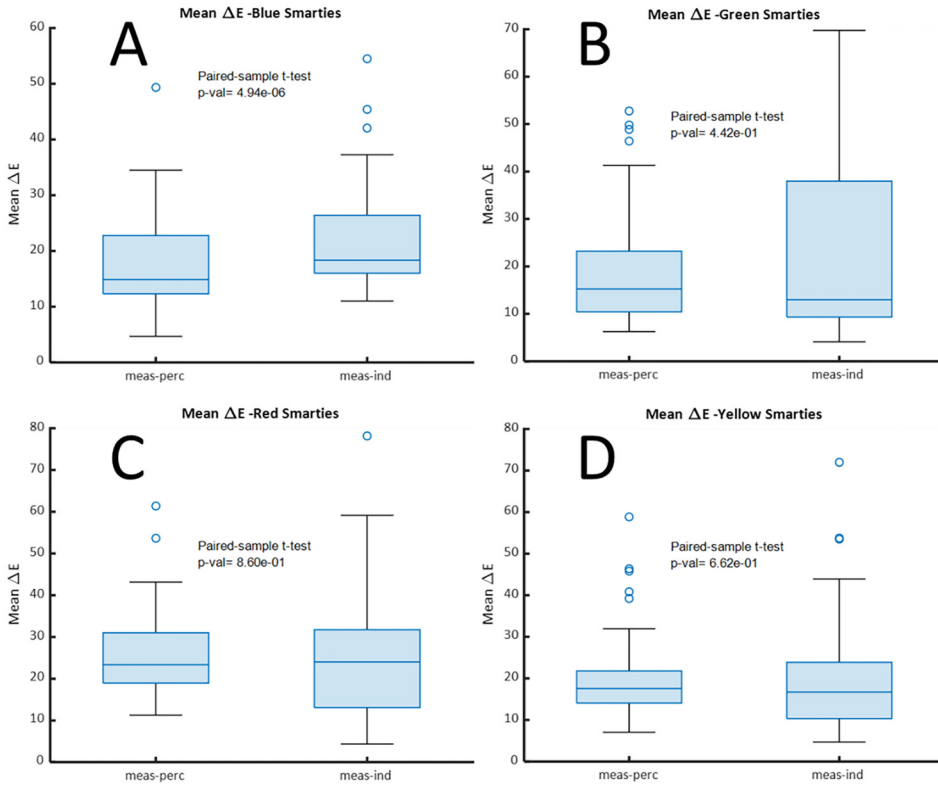 Mean ΔE -Blue Smarties
A
Paired-sample t-test
p-val= 4.94e-06
Mean ΔE
60
50
40
30
20
10
0
meas-perc
meas-ind
Mean ΔE -Green Smarties
B
Paired-sample t-test
p-val= 4.42e-01
Mean ΔE
70
60
50
40
30
20
10
0
meas-perc
meas-ind
Mean ΔE -Red Smarties
C
Paired-sample t-test
p-val= 8.60e-01
Mean ΔE
80
70
60
50
40
30
20
10
0
meas-perc
meas-ind
Mean ΔE -Yellow Smarties
D
Paired-sample t-test
p-val= 6.62e-01
Mean ΔE
80
70
60
50
40
30
20
10
0
meas-perc
meas-ind